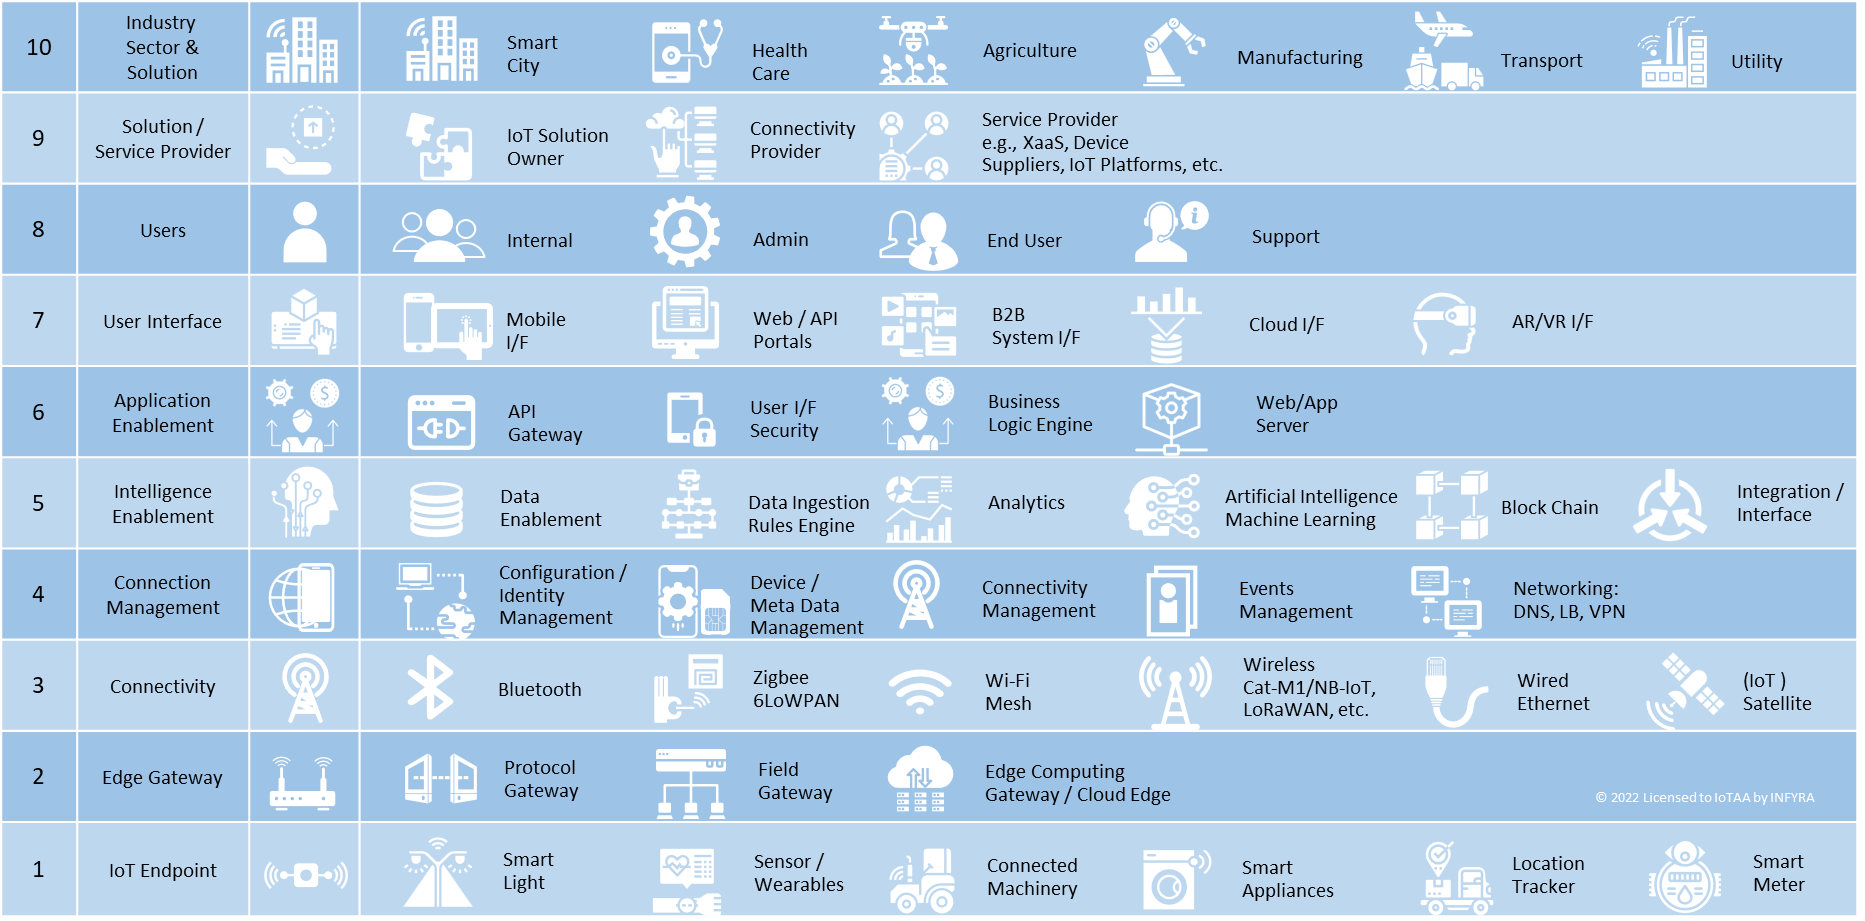 10
Industry
Sector &
Solution
Smart
City
Health
Care
Agriculture
Manufacturing
Transport
Utility
9
Solution /
Service Provider
IoT Solution
Owner
Connectivity
Provider
Service Provider
e.g., XaaS, Device
Suppliers, IoT Platforms, etc.
8
Users
Internal
Admin
End User
Support
i
7
User Interface
Mobile
I/F
Web / API
Portals
B2B
System I/F
Cloud I/F
AR/VR I/F
6
Application
Enablement
$
API
Gateway
User I/F
Security
$
Business
Logic Engine
Web/App
Server
5
Intelligence
Enablement
Data
Enablement
Data Ingestion
Rules Engine
Analytics
Artificial Intelligence
Machine Learning
Block Chain
Integration /
Interface
4
Connection
Management
Configuration /
Identity
Management
Device /
Meta Data
Management
Connectivity
Management
Events
Management
Networking:
DNS, LB, VPN
3
Connectivity
Bluetooth
Zigbee
6LoWPAN
Wi-Fi
Mesh
Wireless
Cat-M1/NB-IoT,
LoRaWAN, etc.
Wired
Ethernet
(IoT )
Satellite
2
Edge Gateway
Protocol
Gateway
Field
Gateway
Edge Computing
Gateway / Cloud Edge
© 2022 Licensed to IoTAA by INFYRA
1
IoT Endpoint
Smart
Light
Sensor /
Wearables
Connected
Machinery
Smart
Appliances
Location
Tracker
Smart
Meter